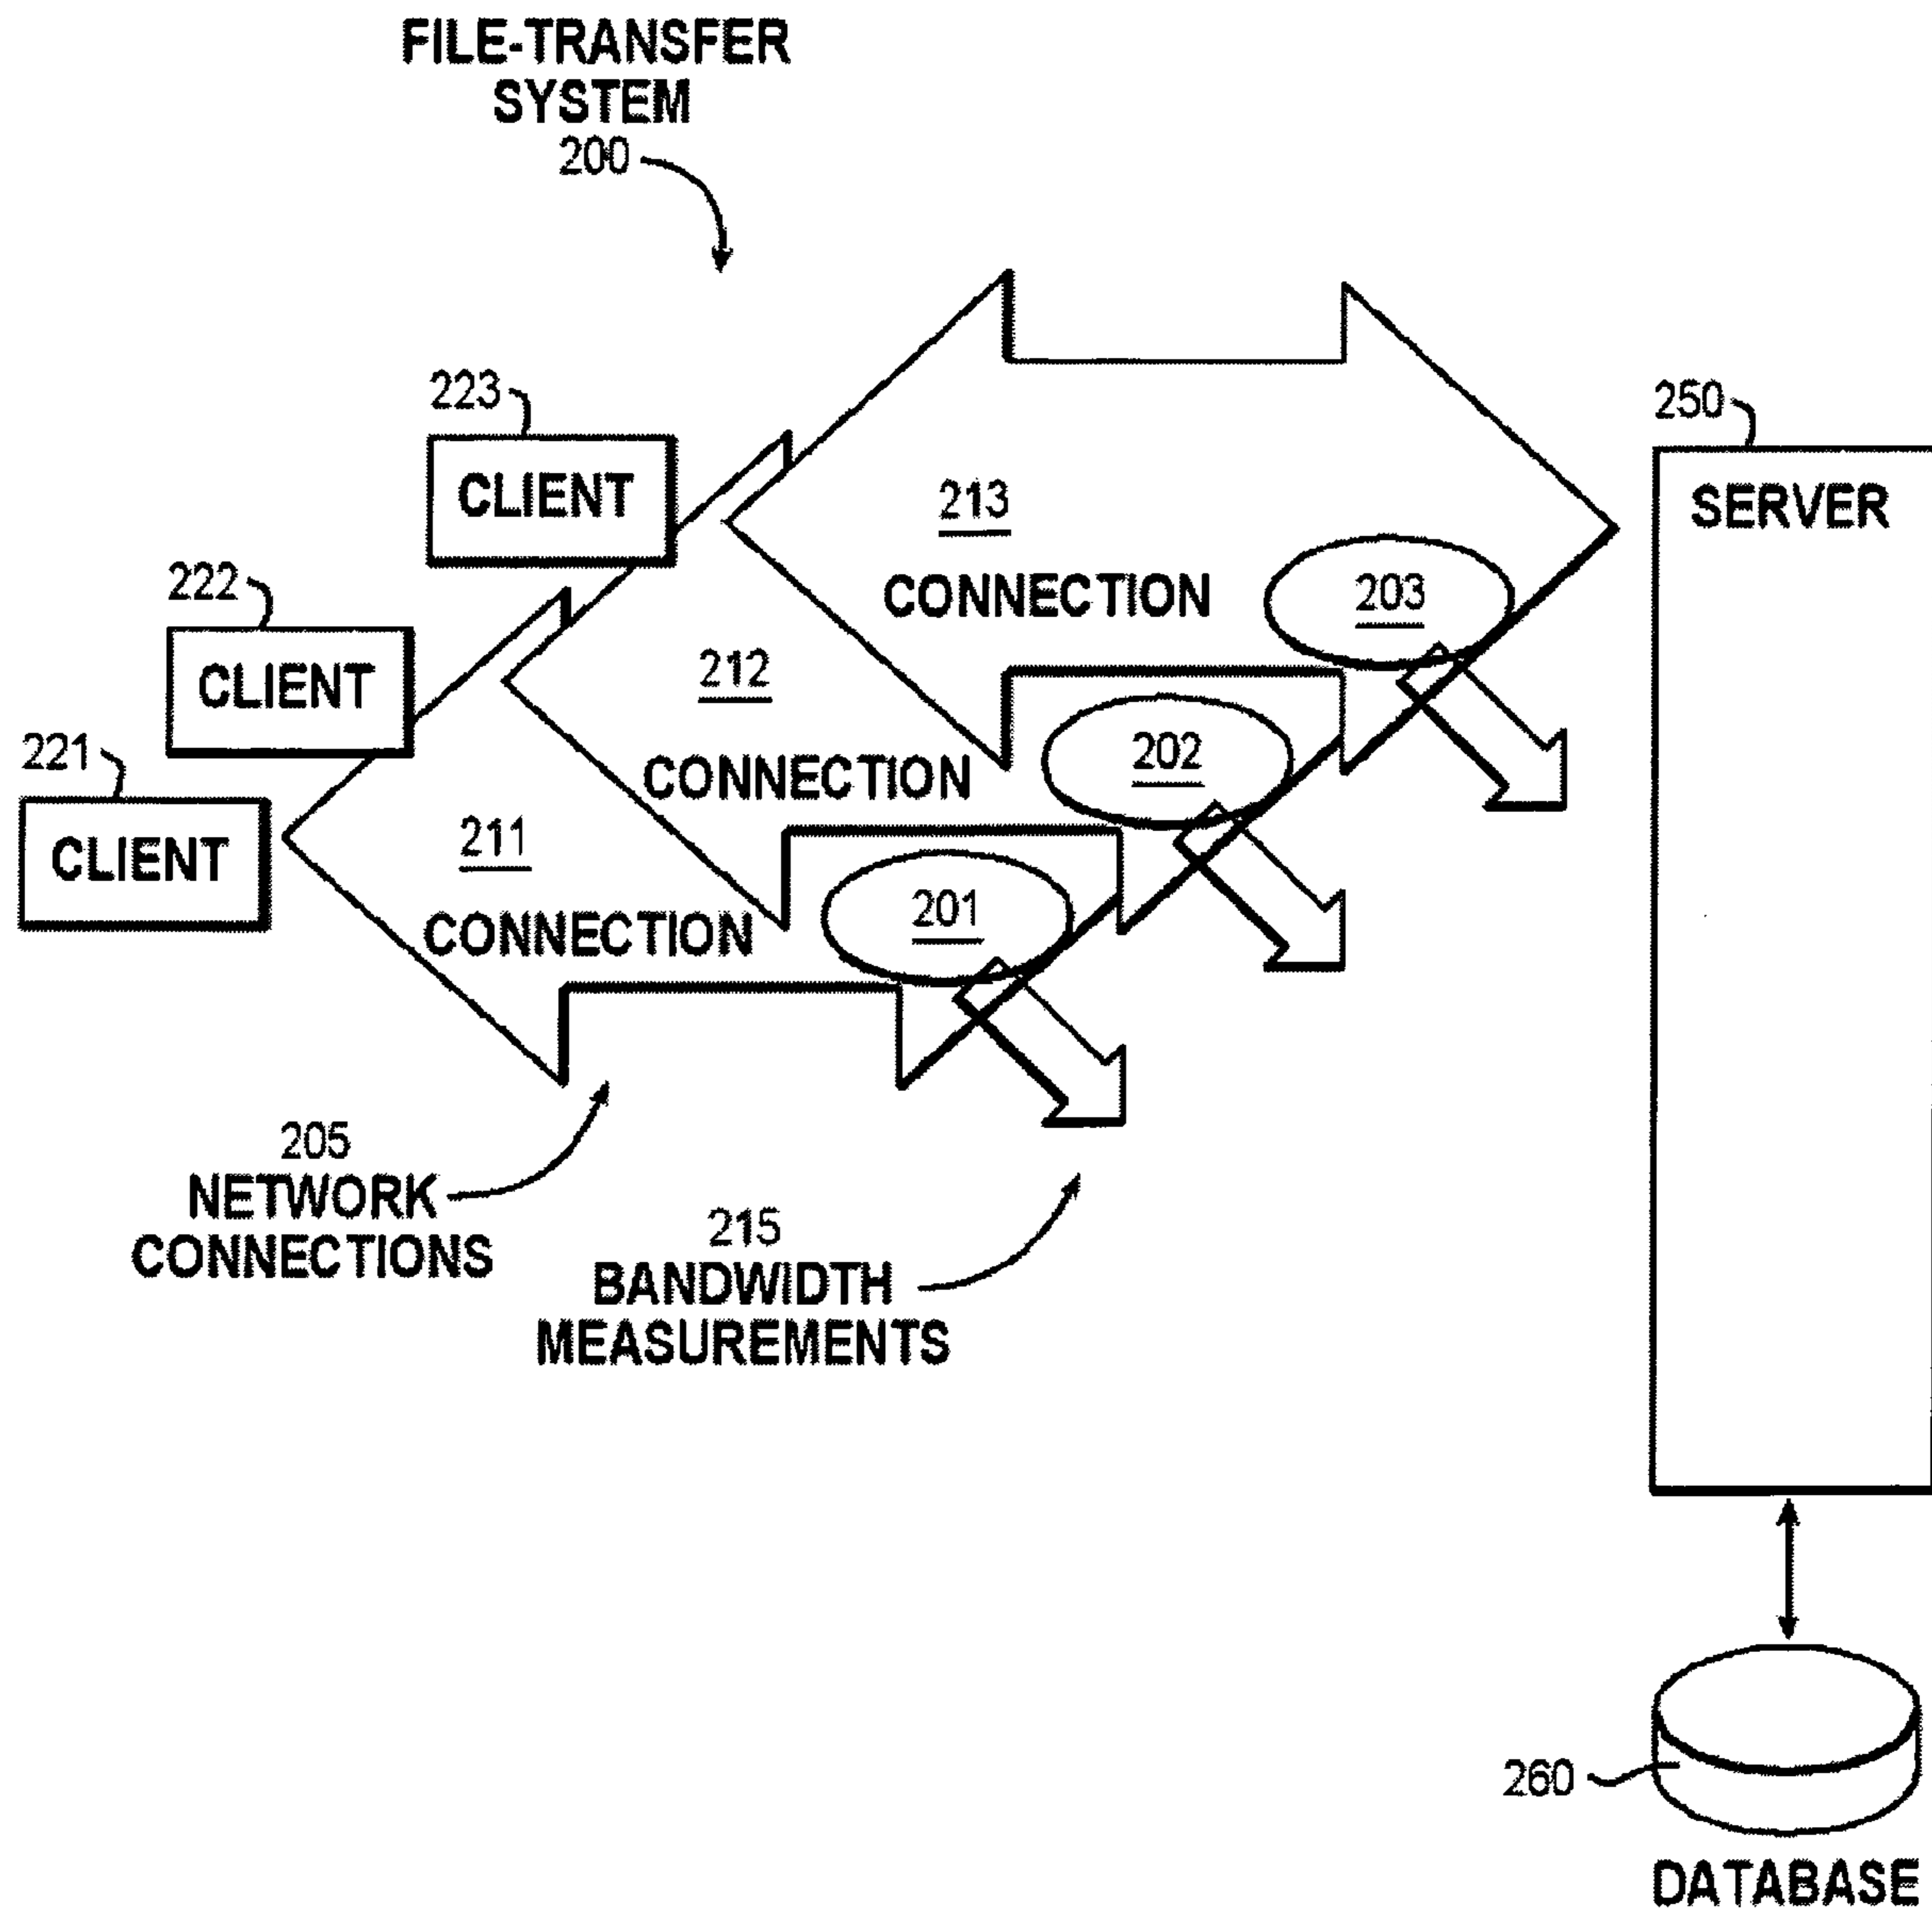 FILE-TRANSFER
SYSTEM
200
223
CLIENT
213
CONNECTION
203
250
SERVER
222
CLIENT
212
CONNECTION
202
221
CLIENT
211
CONNECTION
201
205
NETWORK
CONNECTIONS
215
BANDWIDTH
MEASUREMENTS
260
DATABASE